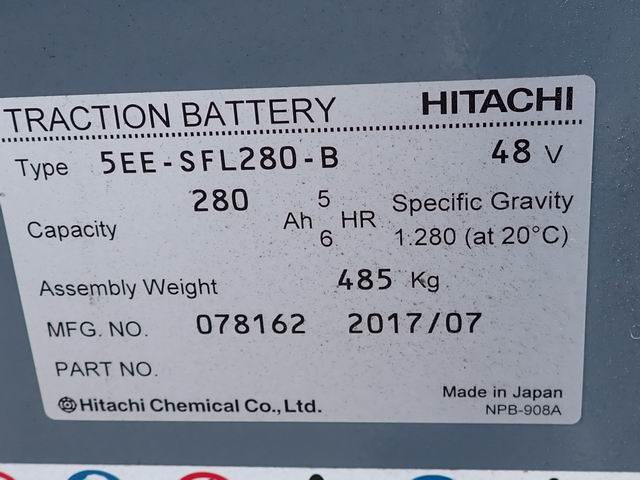 TRACTION BATTERY HITACHI
Type 5EE-SFL280-B 48 V
Capacity 280 Ah 5 6 HR Specific Gravity
1.280 (at 20°C)
Assembly Weight 485 Kg
MFG. NO. 078162 2017/07
PART NO.
Hitachi Chemical Co., Ltd. Made in Japan
NPB-908A